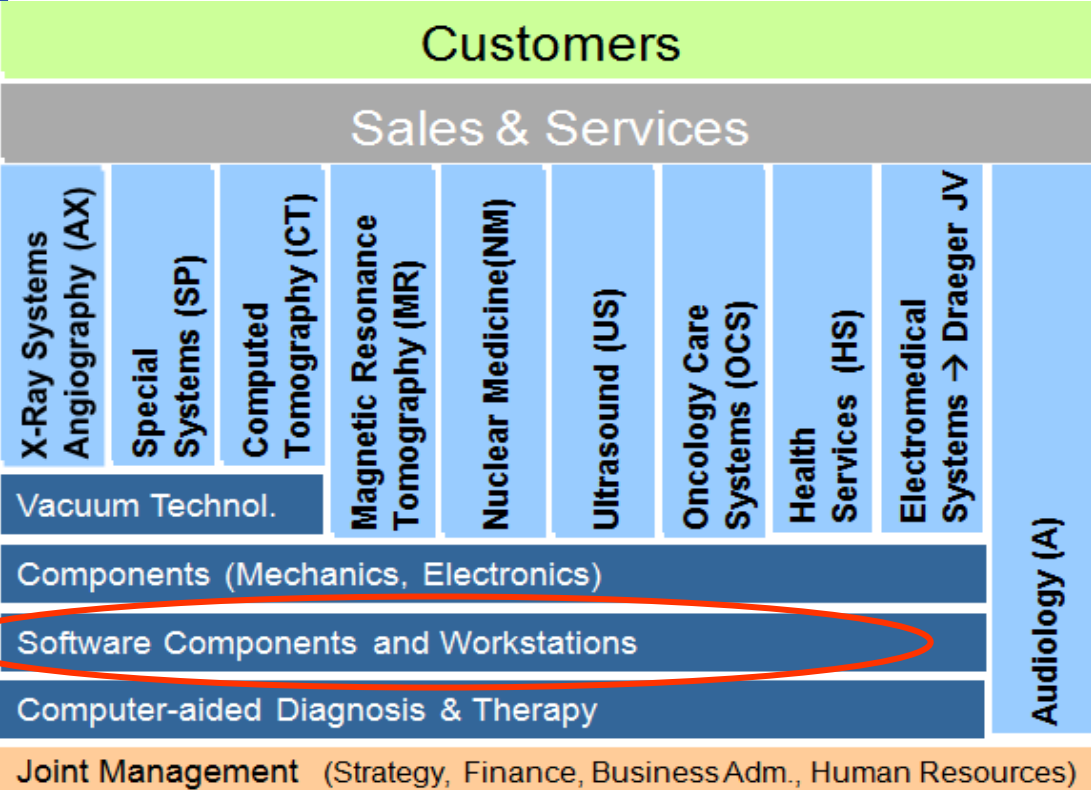 Customers
Sales & Services
X-Ray Systems
Angiography (AX)
Special
Systems (SP)
Computed
Tomography (CT)
Magnetic Resonance
Tomography (MR)
Nuclear Medicine(NM)
Ultrasound (US)
Oncology Care
Systems (OCS)
Health
Services (HS)
Electromedical
Systems → Draeger JV
Audiology (A)
Vacuum Technol.
Components (Mechanics, Electronics)
Software Components and Workstations
Computer-aided Diagnosis & Therapy
Joint Management (Strategy, Finance, Business Adm., Human Resources)